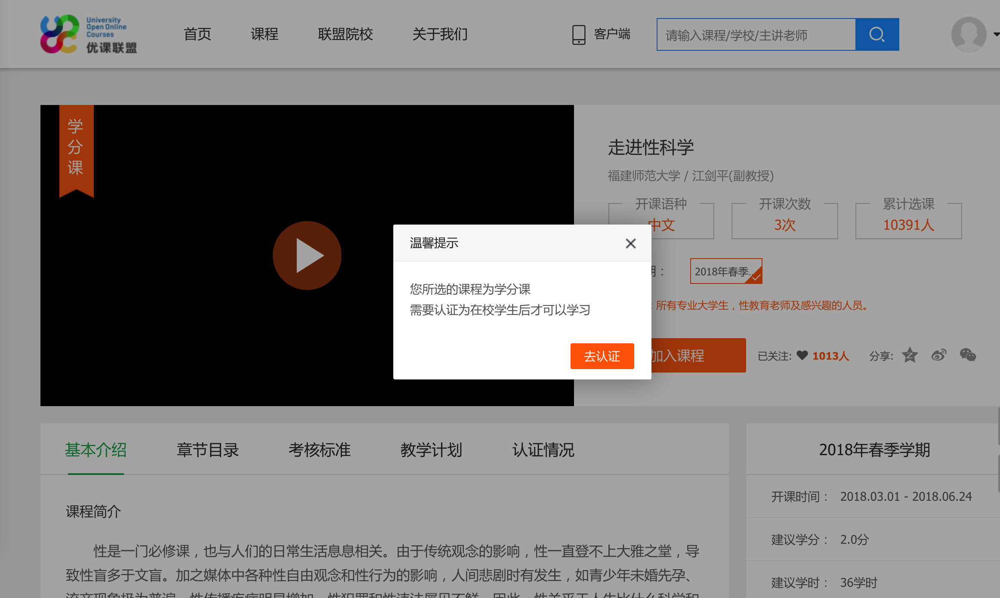 University
Open Online
Courses
优课联盟
首页
课程
联盟院校
关于我们
客户端
请输入课程/学校/主讲老师
学
分
课
走进性科学
福建师范大学 / 江剑平(副教授)
开课语种
开课次数
累计选课
中文
3次
10391人
温馨提示
期：
2018年春季..
您所选的课程为学分课
需要认证为在校学生后才可以学习
：所有专业大学生，性教育老师及感兴趣的人员。
去认证
加入课程
已关注:
1013人
分享:
基本介绍
章节目录
考核标准
教学计划
认证情况
2018年春季学期
课程简介
开课时间： 2018.03.01 - 2018.06.24
建议学分： 2.0分
建议学时： 36学时
性是一门必修课，也与人们的日常生活息息相关。由于传统观念的影响，性一直登不上大雅之堂，导
致性盲多于文盲。加之媒体中各种性自由观念和性行为的影响，人间悲剧时有发生，如青少年未婚先孕、